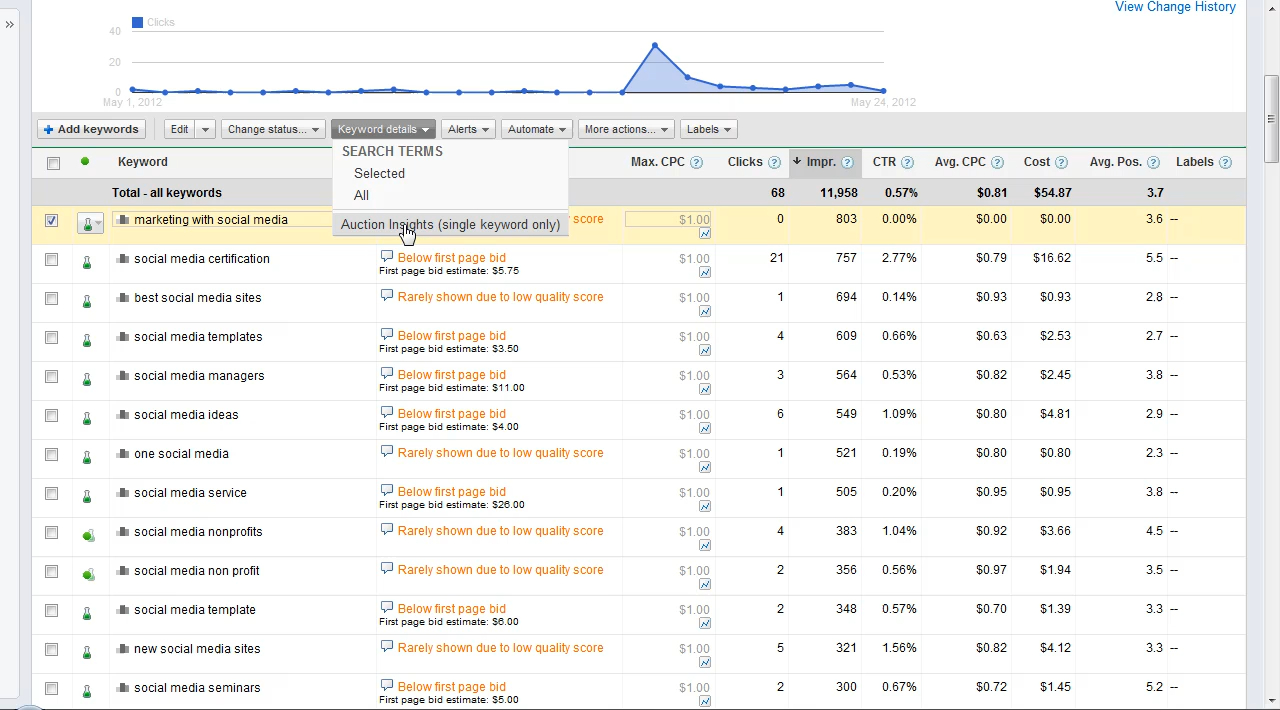 View Change History
Clicks
40
20
0
May 1, 2012
May 24, 2012
Add keywords Edit Change status... Keyword details Alerts Automate More actions... Labels
SEARCH TERMS
Selected
All
Auction Insights (single keyword only)
Keyword Max. CPC Clicks Impr. CTR Avg. CPC Cost Avg. Pos. Labels
Total - all keywords 68 11,958 0.57% $0.81 $54.87 3.7
marketing with social media score $1.00 0 803 0.00% $0.00 $0.00 3.6 --
social media certification Below first page bid $1.00 21 757 2.77% $0.79 $16.62 5.5 --
First page bid estimate: $5.75
best social media sites Rarely shown due to low quality score $1.00 1 694 0.14% $0.93 $0.93 2.8 --
social media templates Below first page bid $1.00 4 609 0.66% $0.63 $2.53 2.7 --
First page bid estimate: $3.50
social media managers Below first page bid $1.00 3 564 0.53% $0.82 $2.45 3.8 --
First page bid estimate: $11.00
social media ideas Below first page bid $1.00 6 549 1.09% $0.80 $4.81 2.9 --
First page bid estimate: $4.00
one social media Rarely shown due to low quality score $1.00 1 521 0.19% $0.80 $0.80 2.3 --
social media service Below first page bid $1.00 1 505 0.20% $0.95 $0.95 3.8 --
First page bid estimate: $26.00
social media nonprofits Rarely shown due to low quality score $1.00 4 383 1.04% $0.92 $3.66 4.5 --
social media non profit Rarely shown due to low quality score $1.00 2 356 0.56% $0.97 $1.94 3.5 --
social media template Below first page bid $1.00 2 348 0.57% $0.70 $1.39 3.3 --
First page bid estimate: $6.00
new social media sites Rarely shown due to low quality score $1.00 5 321 1.56% $0.82 $4.12 3.3 --
social media seminars Below first page bid $1.00 2 300 0.67% $0.72 $1.45 5.2 --
First page bid estimate: $5.00